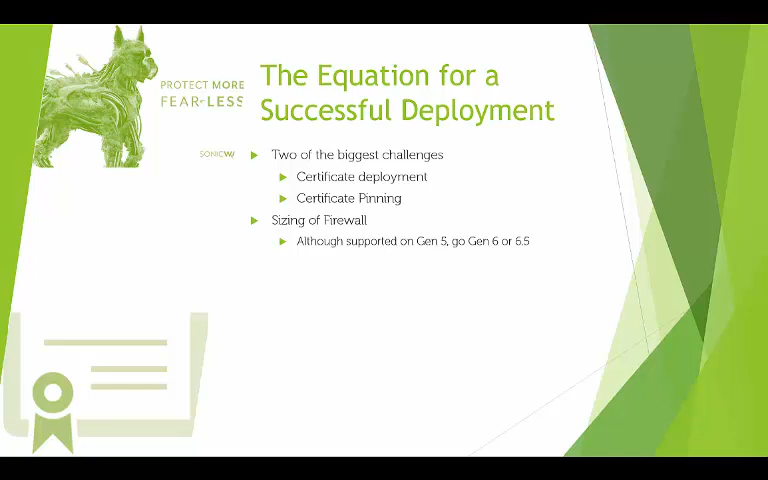 PROTECT MORE
FEAR LESS
The Equation for a
Successful Deployment
SONICW
Two of the biggest challenges
Certificate deployment
Certificate Pinning
Sizing of Firewall
Although supported on Gen 5, go Gen 6 or 6.5